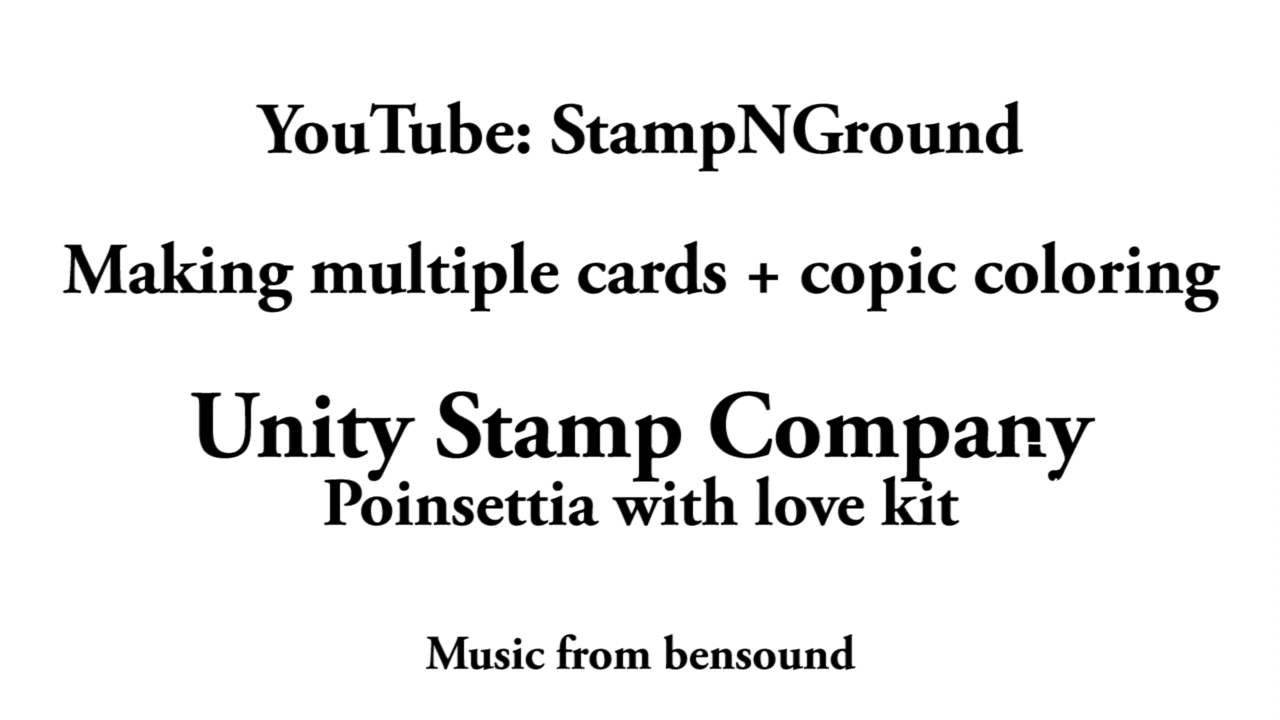 YouTube: StampNGround
Making multiple cards + copic coloring
Unity Stamp Company
Poinsettia with love kit
Music from bensound